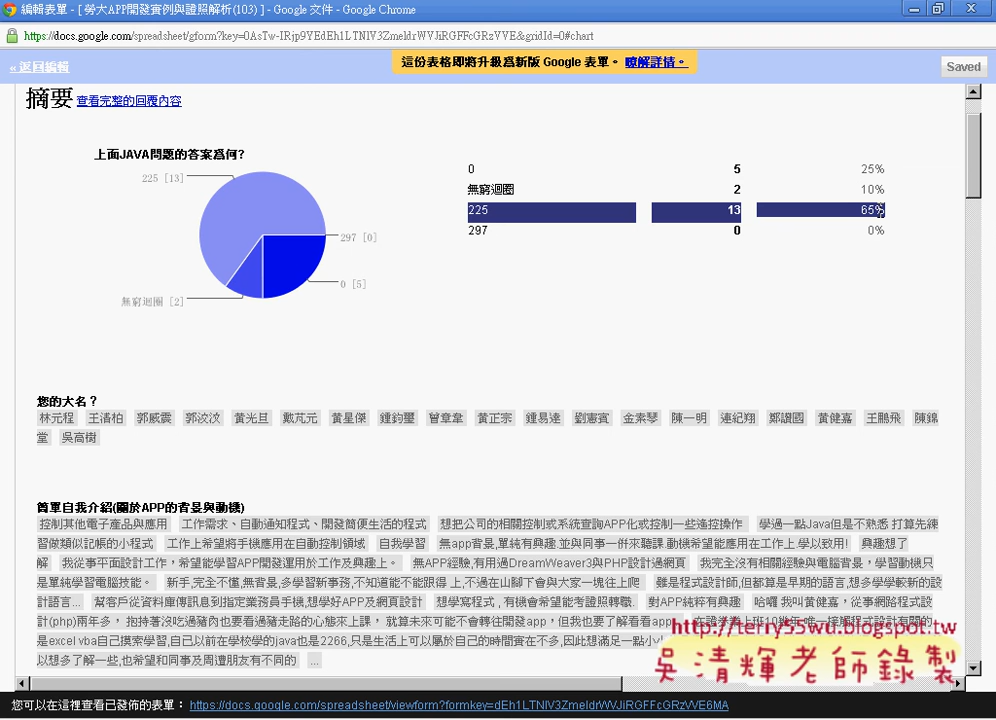 編輯表單 - [ 勞大APP開發實例與證照解析(103) ] - Google 文件 - Google Chrome
https://docs.google.com/spreadsheet/gform?key=0AsTw-IRjp9YEdEh1LTNlV3ZmeldrWVJiRGFFcGRzVVE&gridId=0#chart
« 返回編輯
這份表格即將升級為新版 Google 表單。 瞭解詳情。
Saved
摘要 查看完整的回覆內容
上面JAVA問題的答案為何?
225 [13]
297 [0]
0 [5]
無窮迴圈 [2]
0 5 25%
無窮迴圈 2 10%
225 13 65%
297 0 0%
您的大名？
林元程 王潘柏 郭威震 郭汶汶 黃光旦 戴芃元 黃星傑 鍾鈞璽 曾章韋 黃正宗 鍾易達 劉憲賓 金素琴 陳一明 連紀翔 鄭讚國 黃健嘉 王鵬飛 陳錦
堂 吳高樹
簡單自我介紹(關於APP的背景與動機)
控制其他電子產品與應用 工作需求、自動通知程式、開發簡便生活的程式 想把公司的相關控制或系統查詢APP化或控制一些遙控操作 學過一點Java但是不熟悉 打算先練
習做類似記帳的小程式 工作上希望將手機應用在自動控制領域 自我學習 無app背景,單純有興趣.並與同事一併來聽課.動機希望能應用在工作上.學以致用! 興趣想了
解 我從事平面設計工作，希望能學習APP開發運用於工作及興趣上。 無APP經驗,有用過DreamWeaver3與PHP設計過網頁 我完全沒有相關經驗與電腦背景，學習動機只
是單純學習電腦技能。 新手,完全不懂,無背景,多學習新事務,不知道能不能跟得 上,不過在山腳下會與大家一塊往上爬 雖是程式設計師,但都算是早期的語言,想多學學較新的設
計語言... 幫客戶從資料庫傳訊息到指定業務員手機,想學好APP及網頁設計 想學寫程式 , 有機會希望能考證照轉職. 對APP純粹有興趣 哈囉 我叫黃健嘉，從事網路程式設
計(php)兩年多， 抱持著沒吃過豬肉也要看過豬走路的心態來上課， 就算未來可能不會轉往開發app，但我也要了解看看app
是excel vba自己摸索學習,自己以前在學校學的java也是2266,只是生活上可以屬於自己的時間實在不多,因此想滿足一點小
以想多了解一些,也希望和同事及周遭朋友有不同的 ...
http://terry55wu.blogspot.tw
吳清輝老師錄製
您可以在這裡查看已發佈的表單： https://docs.google.com/spreadsheet/viewform?formkey=dEh1LTNlV3ZmeldrWVJiRGFFcGRzVVE6MA